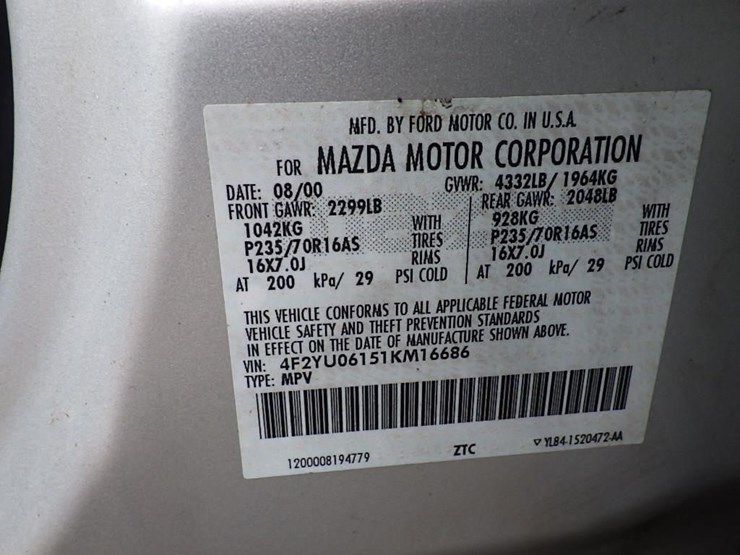 MFD. BY FORD MOTOR CO. IN U.S.A.
FOR MAZDA MOTOR CORPORATION
DATE: 08/00 GVWR: 4332LB/ 1964KG
FRONT GAWR: 2299LB REAR GAWR: 2048LB
1042KG WITH 928KG WITH
P235/70R16AS TIRES P235/70R16AS TIRES
16X7.0J RIMS 16X7.0J RIMS
AT 200 kPa/ 29 PSI COLD AT 200 kPa/ 29 PSI COLD
THIS VEHICLE CONFORMS TO ALL APPLICABLE FEDERAL MOTOR
VEHICLE SAFETY AND THEFT PREVENTION STANDARDS
IN EFFECT ON THE DATE OF MANUFACTURE SHOWN ABOVE.
VIN: 4F2YU06151KM16686
TYPE: MPV
1200008194779 ZTC ▽ YL84-1520472-AA